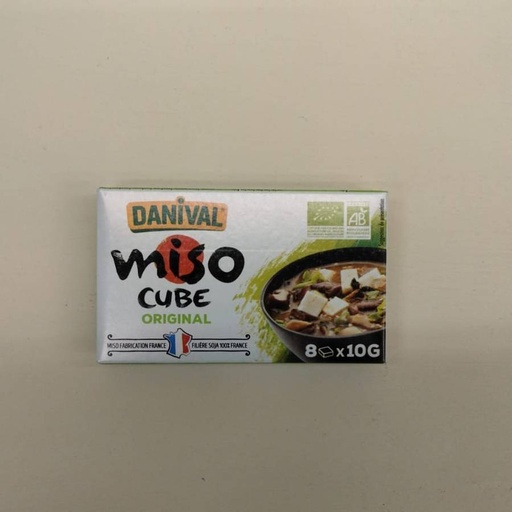 DANiVAL
AB
miso
CUBE
ORIGINAL
MISO FABRICATION FRANCE
FILIÈRE SOJA 100% FRANCE
8 x 10G